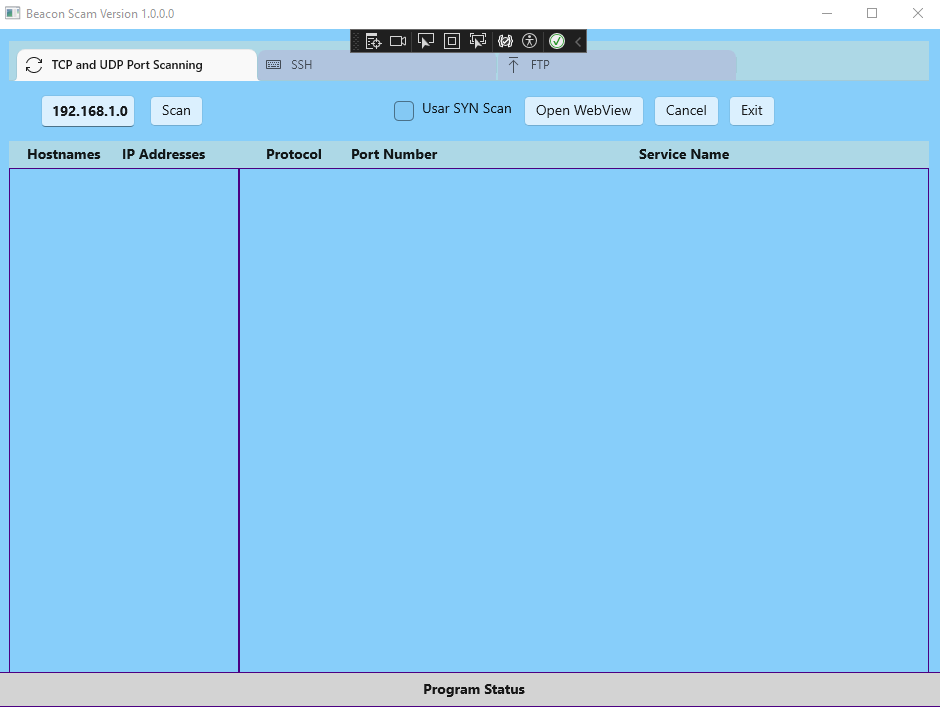 Beacon Scam Version 1.0.0.0
TCP and UDP Port Scanning SSH FTP
192.168.1.0 Scan Usar SYN Scan Open WebView Cancel Exit
Hostnames IP Addresses Protocol Port Number Service Name
Program Status